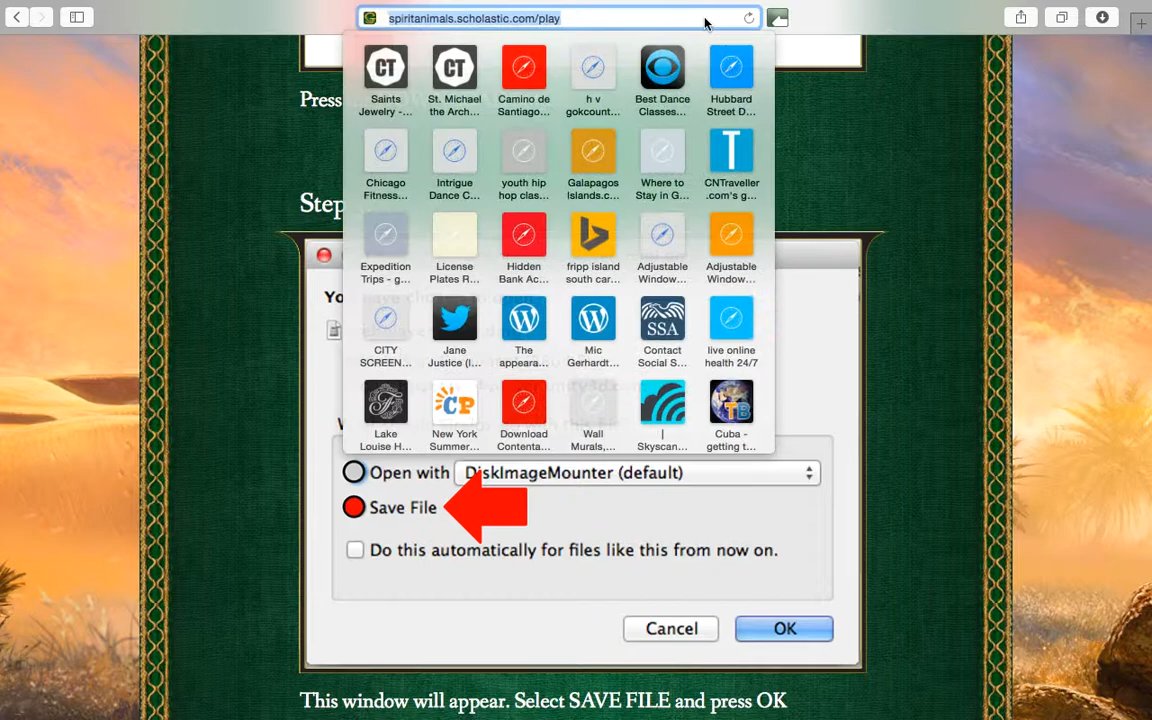 spiritanimals.scholastic.com/play
Press
CT
CT
Saints
Jewelry -...
St. Michael
the Arch...
Camino de
Santiago...
h v
gokcount...
Best Dance
Classes...
Hubbard
Street D...
T
Chicago
Fitness...
Intrigue
Dance C...
youth hip
hop clas...
Galapagos
Islands.c...
Where to
Stay in G...
CNTraveller
.com's g...
Step
Expedition
Trips - g...
License
Plates R...
Hidden
Bank Ac...
fripp island
south car...
Adjustable
Window...
Adjustable
Window...
SSA
CITY
SCREEN...
Jane
Justice (I...
The
appeara...
Mic
Gerhardt...
Contact
Social S...
live online
health 24/7
CP
TB
Lake
Louise H...
New York
Summer...
Download
Contenta...
Wall
Murals,...
|
Skyscan...
Cuba -
getting t...
Open with DiskImageMounter (default)
Save File
Do this automatically for files like this from now on.
Cancel OK
This window will appear. Select SAVE FILE and press OK